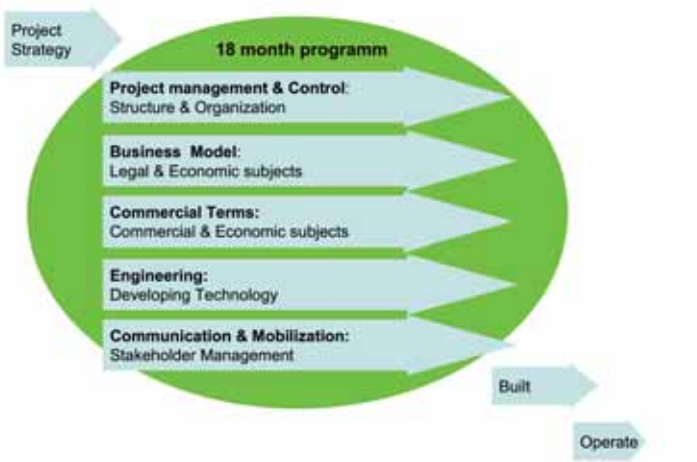 Project
Strategy
18 month programm
Project management & Control:
Structure & Organization
Business Model:
Legal & Economic subjects
Commercial Terms:
Commercial & Economic subjects
Engineering:
Developing Technology
Communication & Mobilization:
Stakeholder Management
Built
Operate